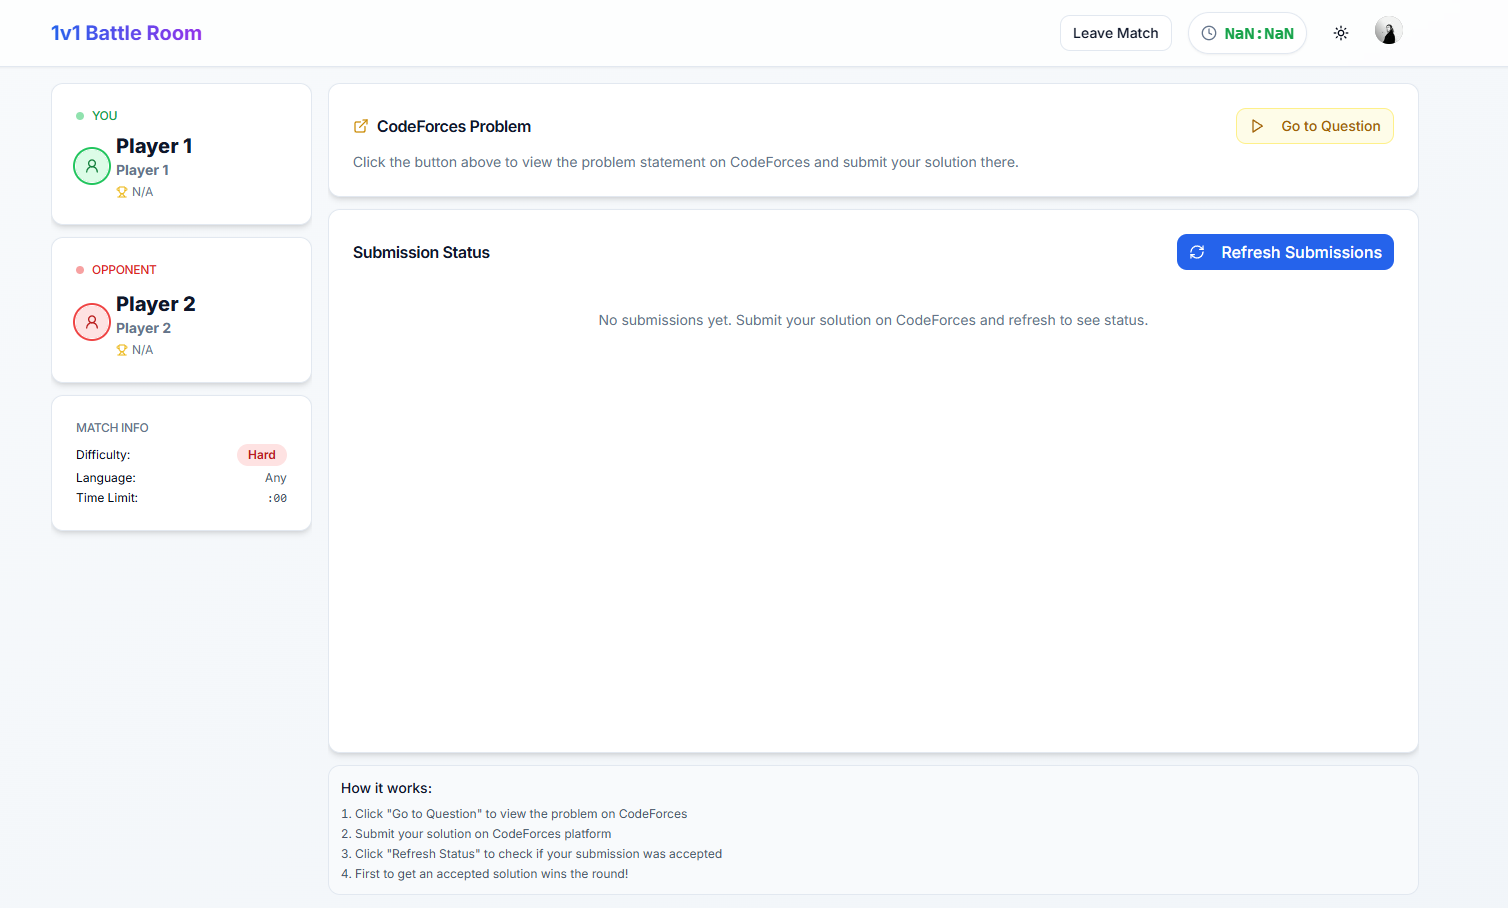 1v1 Battle Room
Leave Match
NaN:NaN
YOU
Player 1
Player 1
N/A
OPPONENT
Player 2
Player 2
N/A
MATCH INFO
Difficulty: Hard
Language: Any
Time Limit: :00
CodeForces Problem
Go to Question
Click the button above to view the problem statement on CodeForces and submit your solution there.
Submission Status
Refresh Submissions
No submissions yet. Submit your solution on CodeForces and refresh to see status.
How it works:
1. Click "Go to Question" to view the problem on CodeForces
2. Submit your solution on CodeForces platform
3. Click "Refresh Status" to check if your submission was accepted
4. First to get an accepted solution wins the round!